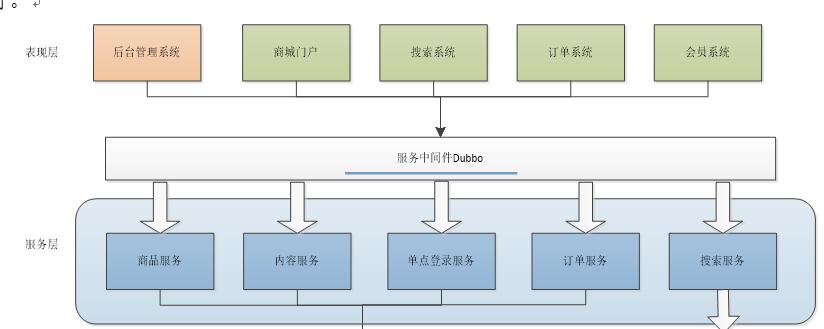 表现层
后台管理系统
商城门户
搜索系统
订单系统
会员系统
服务中间件Dubbo
服务层
商品服务
内容服务
单点登录服务
订单服务
搜索服务